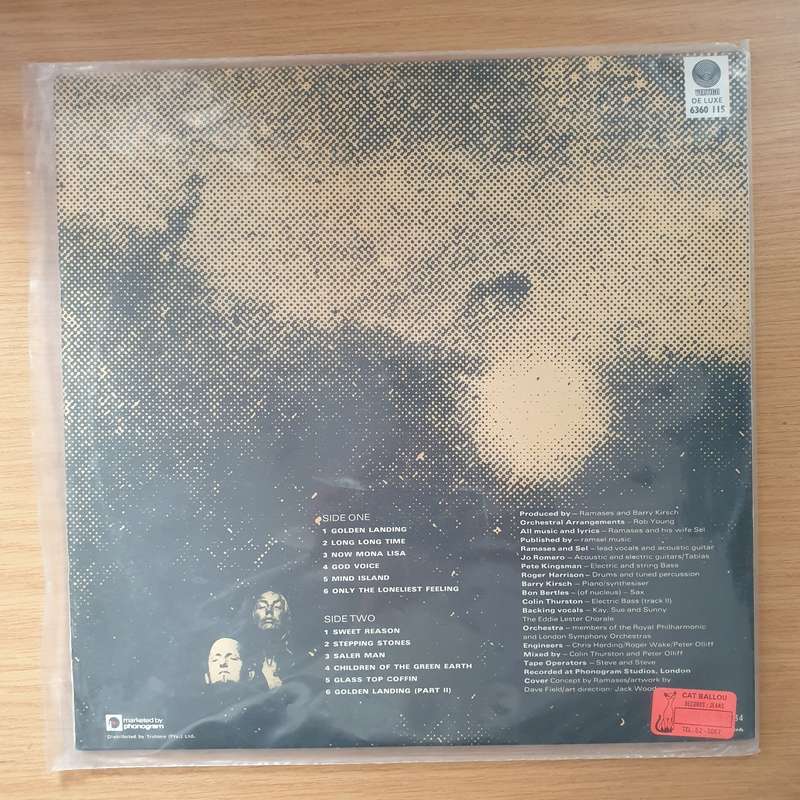 VERTIGO
DE LUXE
6360 115
SIDE ONE
1 GOLDEN LANDING
2 LONG LONG TIME
3 NOW MONA LISA
4 GOD VOICE
5 MIND ISLAND
6 ONLY THE LONELIEST FEELING
SIDE TWO
1 SWEET REASON
2 STEPPING STONES
3 SALER MAN
4 CHILDREN OF THE GREEN EARTH
5 GLASS TOP COFFIN
6 GOLDEN LANDING (PART II)
Produced by – Ramases and Barry Kirsch
Orchestral Arrangements – Rob Young
All music and lyrics – Ramases and his wife Sel
Published by – ramsel music
Ramases and Sel – lead vocals and acoustic guitar
Jo Romero – Acoustic and electric guitars/Tablas
Pete Kingsman – Electric and string Bass
Roger Harrison – Drums and tuned percussion
Barry Kirsch – Piano/synthesiser
Bon Bertles – (of nucleus) – Sax
Colin Thurston – Electric Bass (track II)
Backing vocals – Kay, Sue and Sunny
The Eddie Lester Chorale
Orchestra – members of the Royal Philharmonic
and London Symphony Orchestras
Engineers – Chris Herding/Roger Wake/Peter Olliff
Mixed by – Colin Thurston and Peter Olliff
Tape Operators – Steve and Steve
Recorded at Phonogram Studios, London
Cover Concept by Ramases/artwork by
Dave Field/art direction: Jack Wood
marketed by
phonogram
Distributed by Trutone (Pty.) Ltd.
CAT BALLOU
RECORDS/JEANS